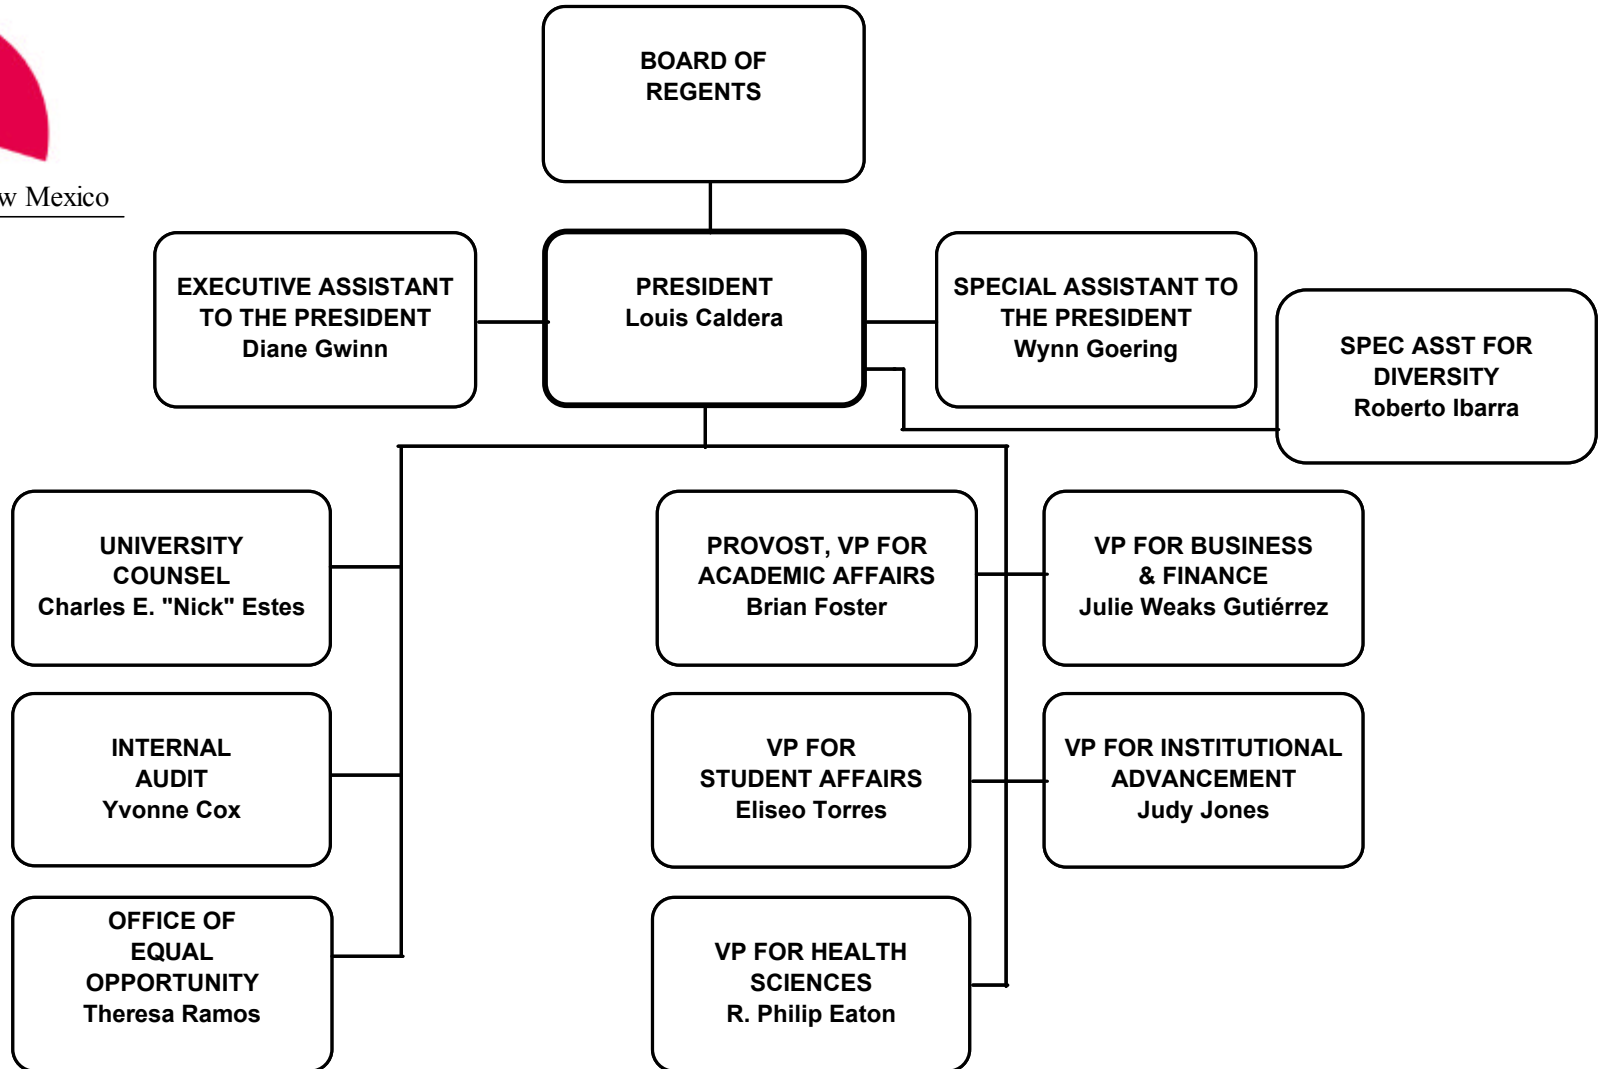 BOARD OF
REGENTS
w Mexico
EXECUTIVE ASSISTANT
TO THE PRESIDENT
Diane Gwinn
PRESIDENT
Louis Caldera
SPECIAL ASSISTANT TO
THE PRESIDENT
Wynn Goering
SPEC ASST FOR
DIVERSITY
Roberto Ibarra
UNIVERSITY
COUNSEL
Charles E. "Nick" Estes
PROVOST, VP FOR
ACADEMIC AFFAIRS
Brian Foster
VP FOR BUSINESS
& FINANCE
Julie Weaks Gutiérrez
INTERNAL
AUDIT
Yvonne Cox
VP FOR
STUDENT AFFAIRS
Eliseo Torres
VP FOR INSTITUTIONAL
ADVANCEMENT
Judy Jones
OFFICE OF
EQUAL
OPPORTUNITY
Theresa Ramos
VP FOR HEALTH
SCIENCES
R. Philip Eaton